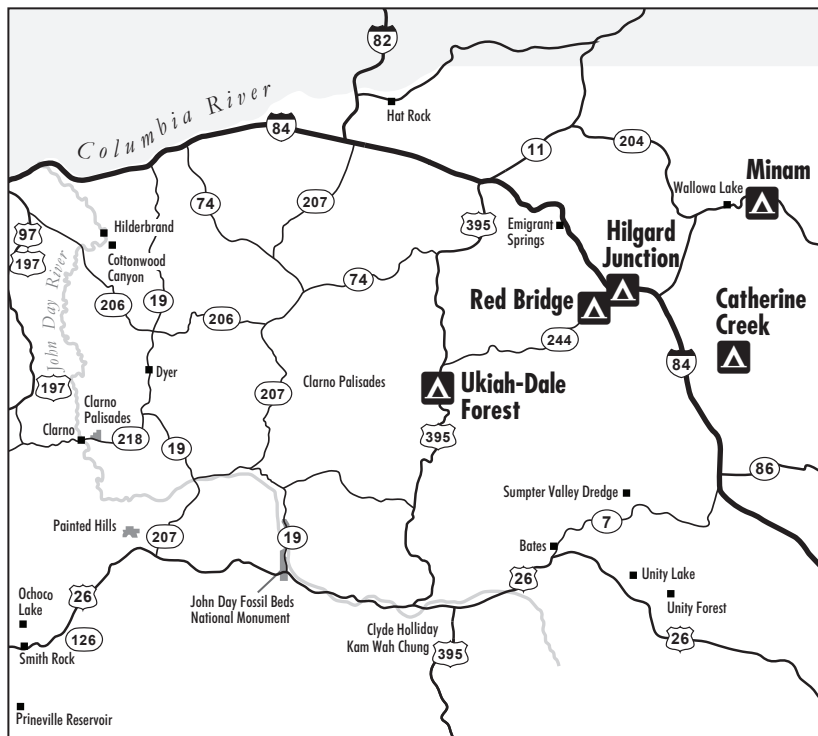 82
Hat Rock
Columbia River
84
11
204
Minam
Wallowa Lake
74
207
395
Emigrant
Springs
Hilgard
Junction
97
197
Hilderbrand
Cottonwood
Canyon
John Day River
206
19
206
74
Red Bridge
244
Catherine
Creek
84
197
Dyer
207
Clarno Palisades
Ukiah-Dale
Forest
395
Clarno
Palisades
Clarno
218
19
86
Sumpter Valley Dredge
7
Painted Hills
207
19
Bates
26
Unity Lake
Unity Forest
26
John Day Fossil Beds
National Monument
Ochoco
Lake
26
126
Smith Rock
Clyde Holliday
Kam Wah Chung
395
Prineville Reservoir